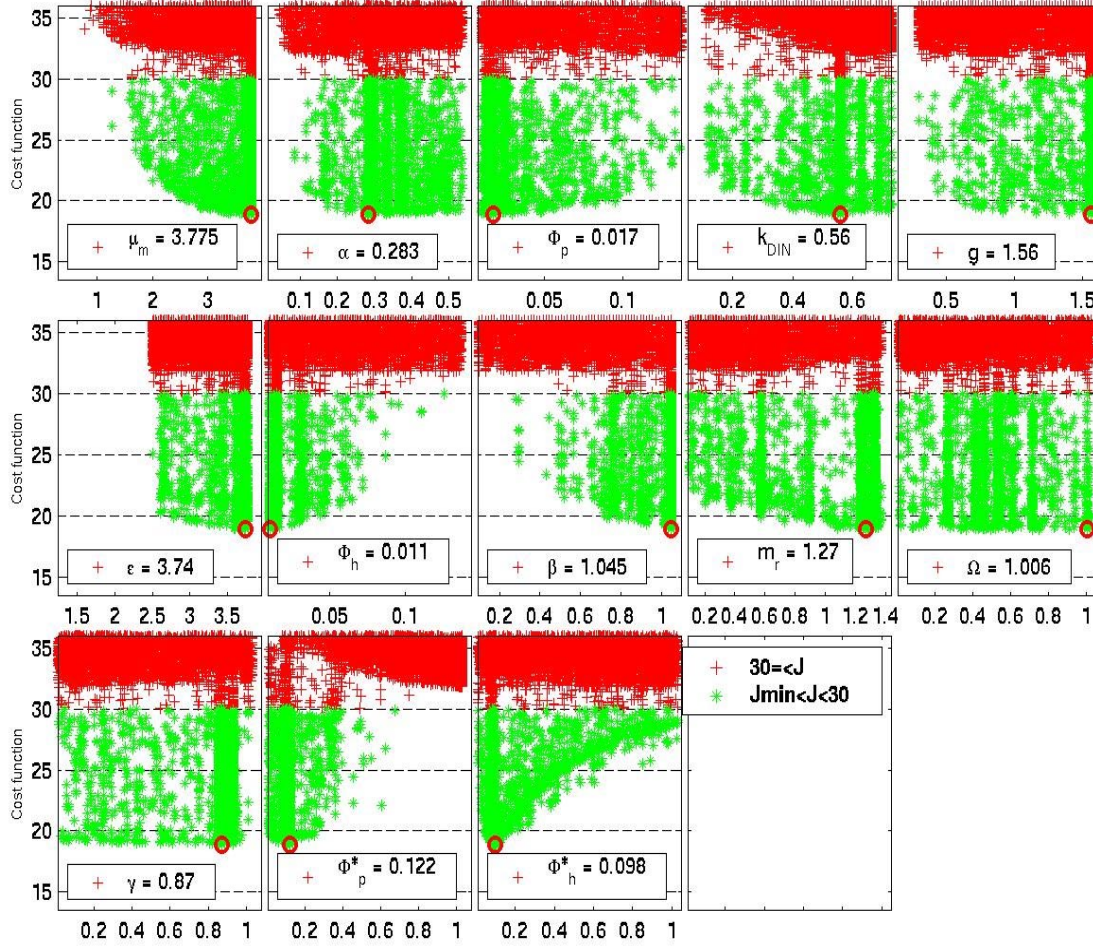 Cost function
35
30
25
20
15
μm = 3.775
α = 0.283
Φp = 0.017
kDIN = 0.56
g = 1.56
1 2 3
0.1 0.2 0.3 0.4 0.5
0.05 0.1
0.2 0.4 0.6
0.5 1 1.5
Cost function
35
30
25
20
15
ε = 3.74
Φh = 0.011
β = 1.045
mr = 1.27
Ω = 1.006
1.5 2 2.5 3 3.5
0.05 0.1
0.2 0.4 0.6 0.8 1
0.2 0.4 0.6 0.8 1 1.2 1.4
0.2 0.4 0.6 0.8 1
Cost function
35
30
25
20
15
γ = 0.87
Φ*p = 0.122
Φ*h = 0.098
30=<J
Jmin<J<30
0.2 0.4 0.6 0.8 1
0.2 0.4 0.6 0.8 1
0.2 0.4 0.6 0.8 1